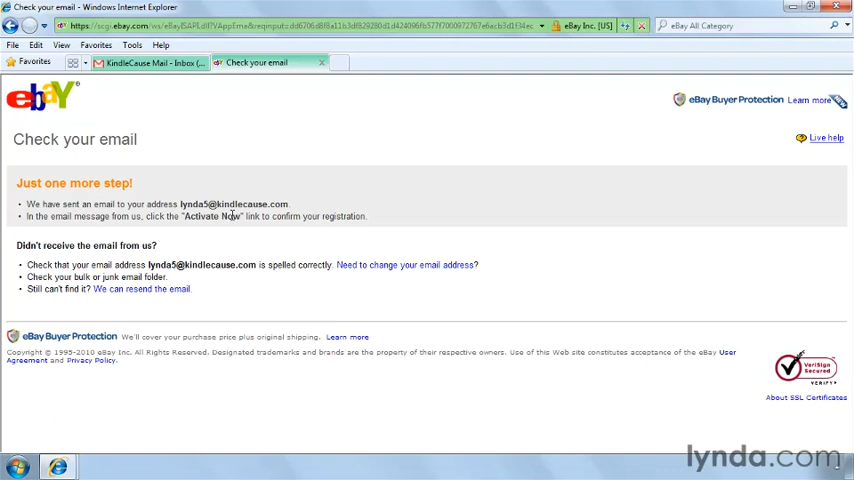 Check your email - Windows Internet Explorer
eBay Inc. [US]
eBay All Category
File Edit View Favorites Tools Help
Favorites
KindleCause Mail - Inbox (...
Check your email
x
ebay
eBay Buyer Protection Learn more
Check your email
Live help
Just one more step!
• We have sent an email to your address lynda5@kindlecause.com.
• In the email message from us, click the "Activate Now" link to confirm your registration.
Didn't receive the email from us?
• Check that your email address lynda5@kindlecause.com is spelled correctly. Need to change your email address?
• Check your bulk or junk email folder.
• Still can't find it? We can resend the email.
eBay Buyer Protection We'll cover your purchase price plus original shipping. Learn more
Copyright © 1995-2010 eBay Inc. All Rights Reserved. Designated trademarks and brands are the property of their respective owners. Use of this Web site constitutes acceptance of the eBay User
Agreement and Privacy Policy.
VeriSign
Secured
VERIFY
About SSL Certificates
lynda.com